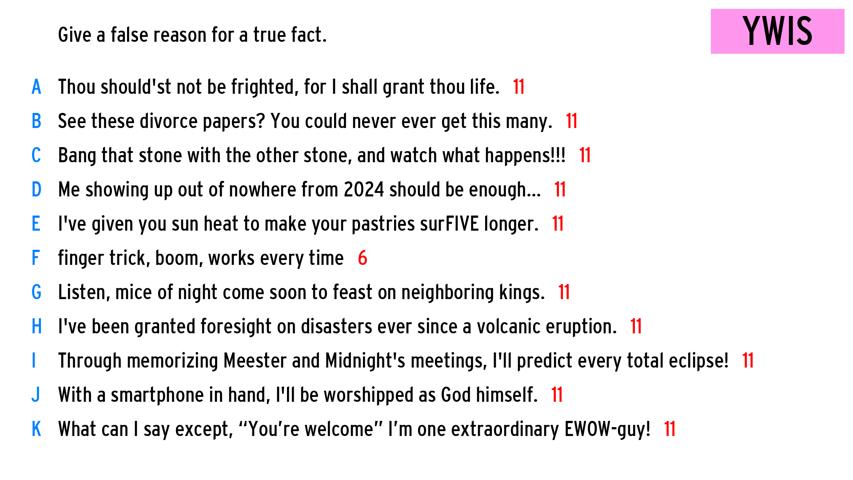 Give a false reason for a true fact.
YWIS
A Thou should'st not be frighted, for I shall grant thou life. 11
B See these divorce papers? You could never ever get this many. 11
C Bang that stone with the other stone, and watch what happens!!! 11
D Me showing up out of nowhere from 2024 should be enough... 11
E I've given you sun heat to make your pastries surFIVE longer. 11
F finger trick, boom, works every time 6
G Listen, mice of night come soon to feast on neighboring kings. 11
H I've been granted foresight on disasters ever since a volcanic eruption. 11
I Through memorizing Meester and Midnight's meetings, I'll predict every total eclipse! 11
J With a smartphone in hand, I'll be worshipped as God himself. 11
K What can I say except, “You’re welcome” I’m one extraordinary EWOW-guy! 11